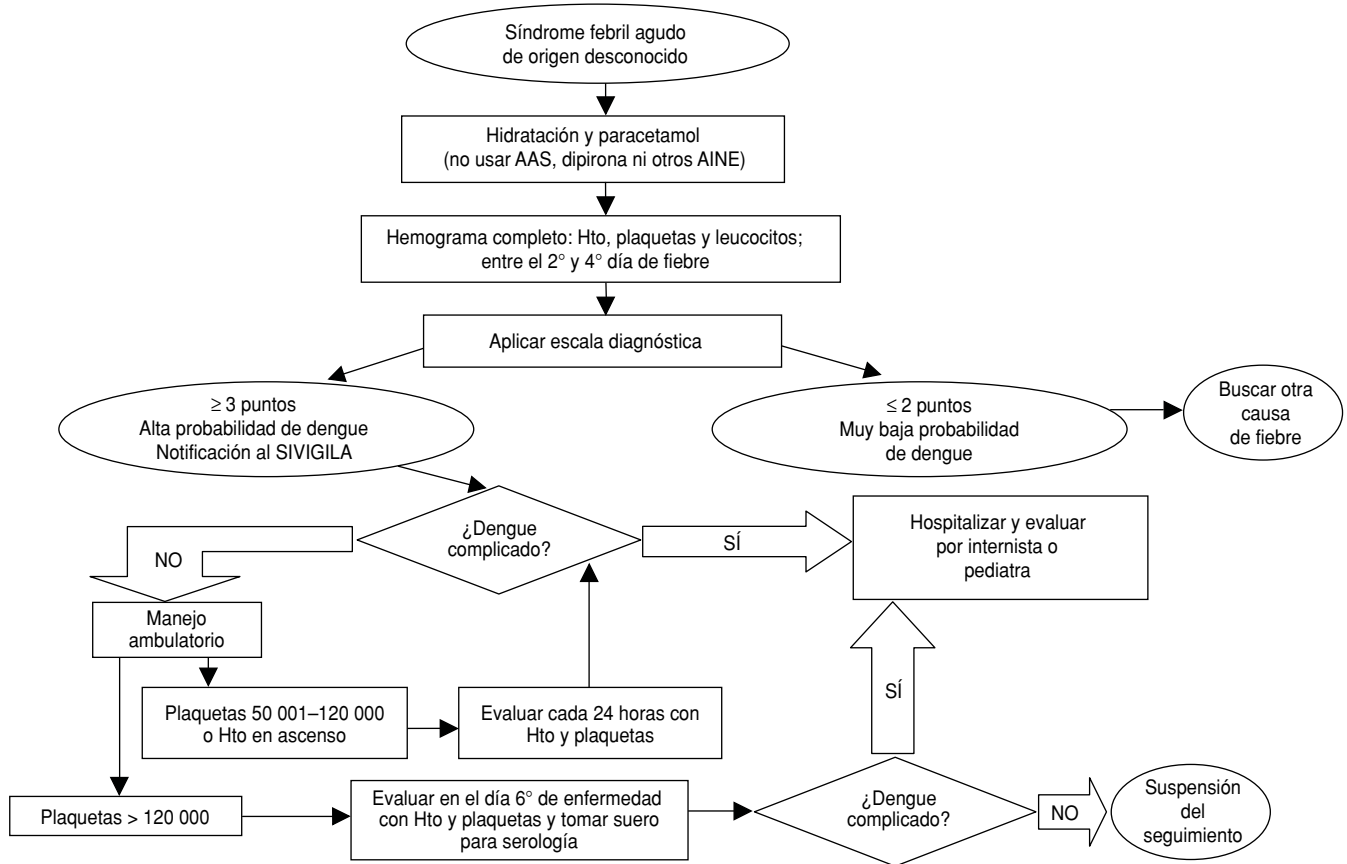 Síndrome febril agudo
de origen desconocido
Hidratación y paracetamol
(no usar AAS, dipirona ni otros AINE)
Hemograma completo: Hto, plaquetas y leucocitos;
entre el 2° y 4° día de fiebre
Aplicar escala diagnóstica
≥ 3 puntos
Alta probabilidad de dengue
Notificación al SIVIGILA
≤ 2 puntos
Muy baja probabilidad
de dengue
Buscar otra
causa
de fiebre
¿Dengue
complicado?
SÍ
Hospitalizar y evaluar
por internista o
pediatra
NO
Manejo
ambulatorio
Plaquetas 50 001–120 000
o Hto en ascenso
Evaluar cada 24 horas con
Hto y plaquetas
SÍ
Plaquetas > 120 000
Evaluar en el día 6° de enfermedad
con Hto y plaquetas y tomar suero
para serología
¿Dengue
complicado?
NO
Suspensión
del
seguimiento